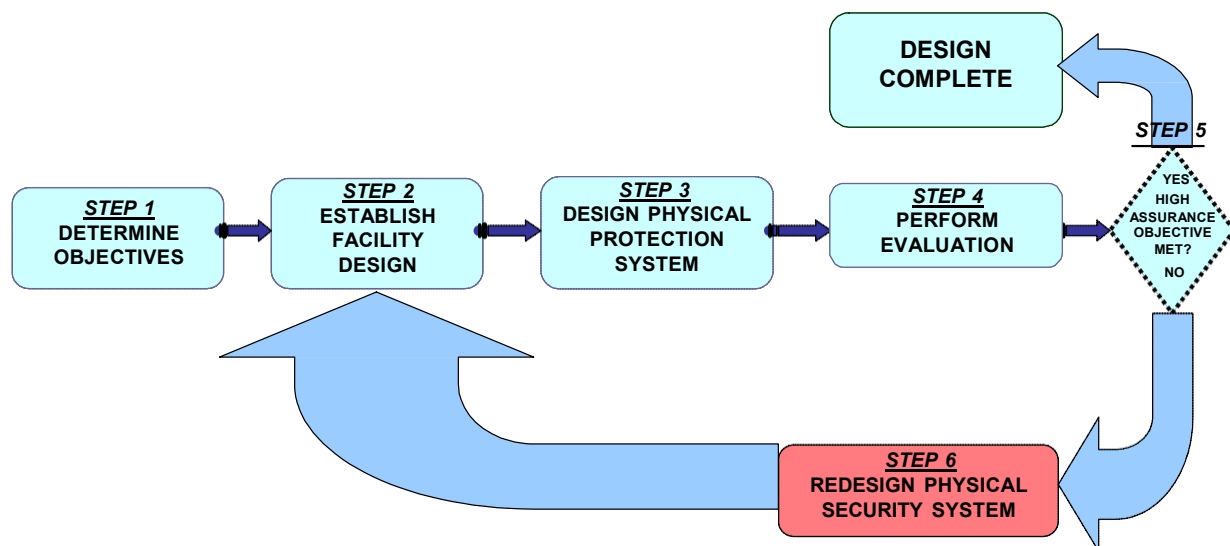 STEP 1
DETERMINE
OBJECTIVES
STEP 2
ESTABLISH
FACILITY
DESIGN
STEP 3
DESIGN PHYSICAL
PROTECTION
SYSTEM
STEP 4
PERFORM
EVALUATION
STEP 5
YES
HIGH
ASSURANCE
OBJECTIVE
MET?
NO
DESIGN
COMPLETE
STEP 6
REDESIGN PHYSICAL
SECURITY SYSTEM